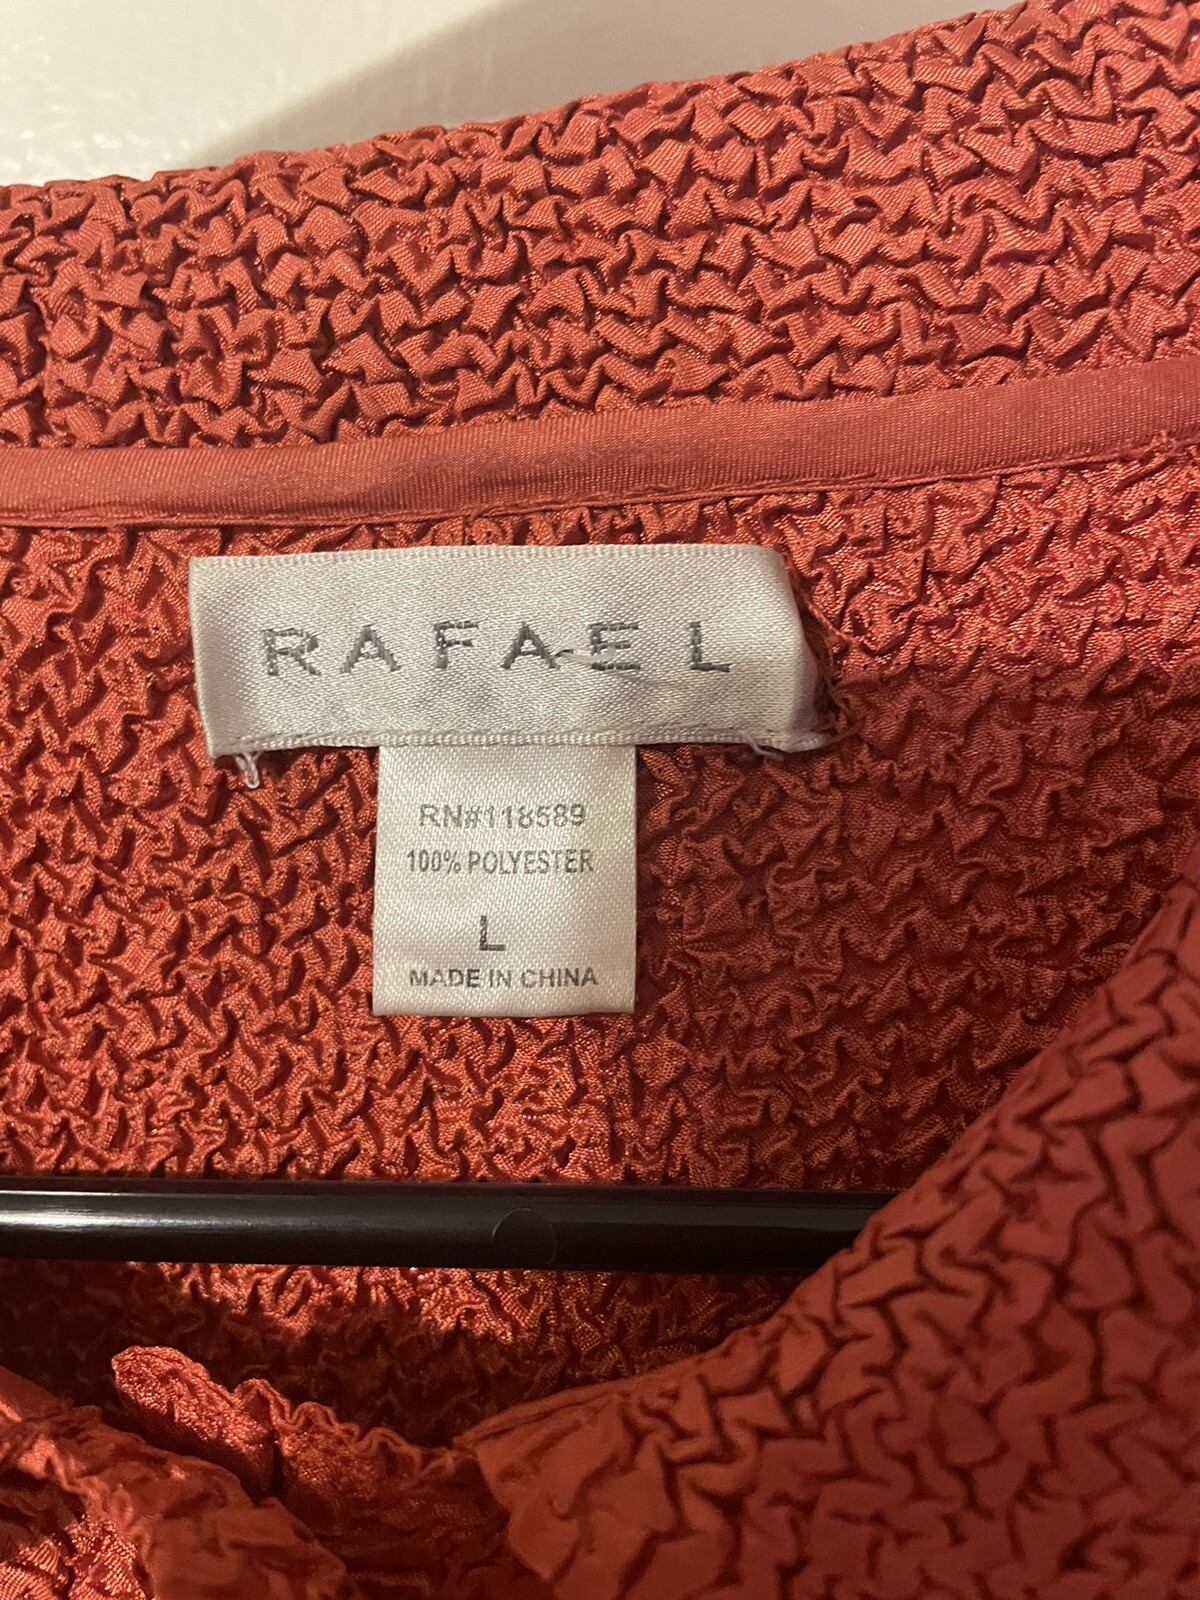 RAFAEL
RN#118589
100% POLYESTER
L
MADE IN CHINA